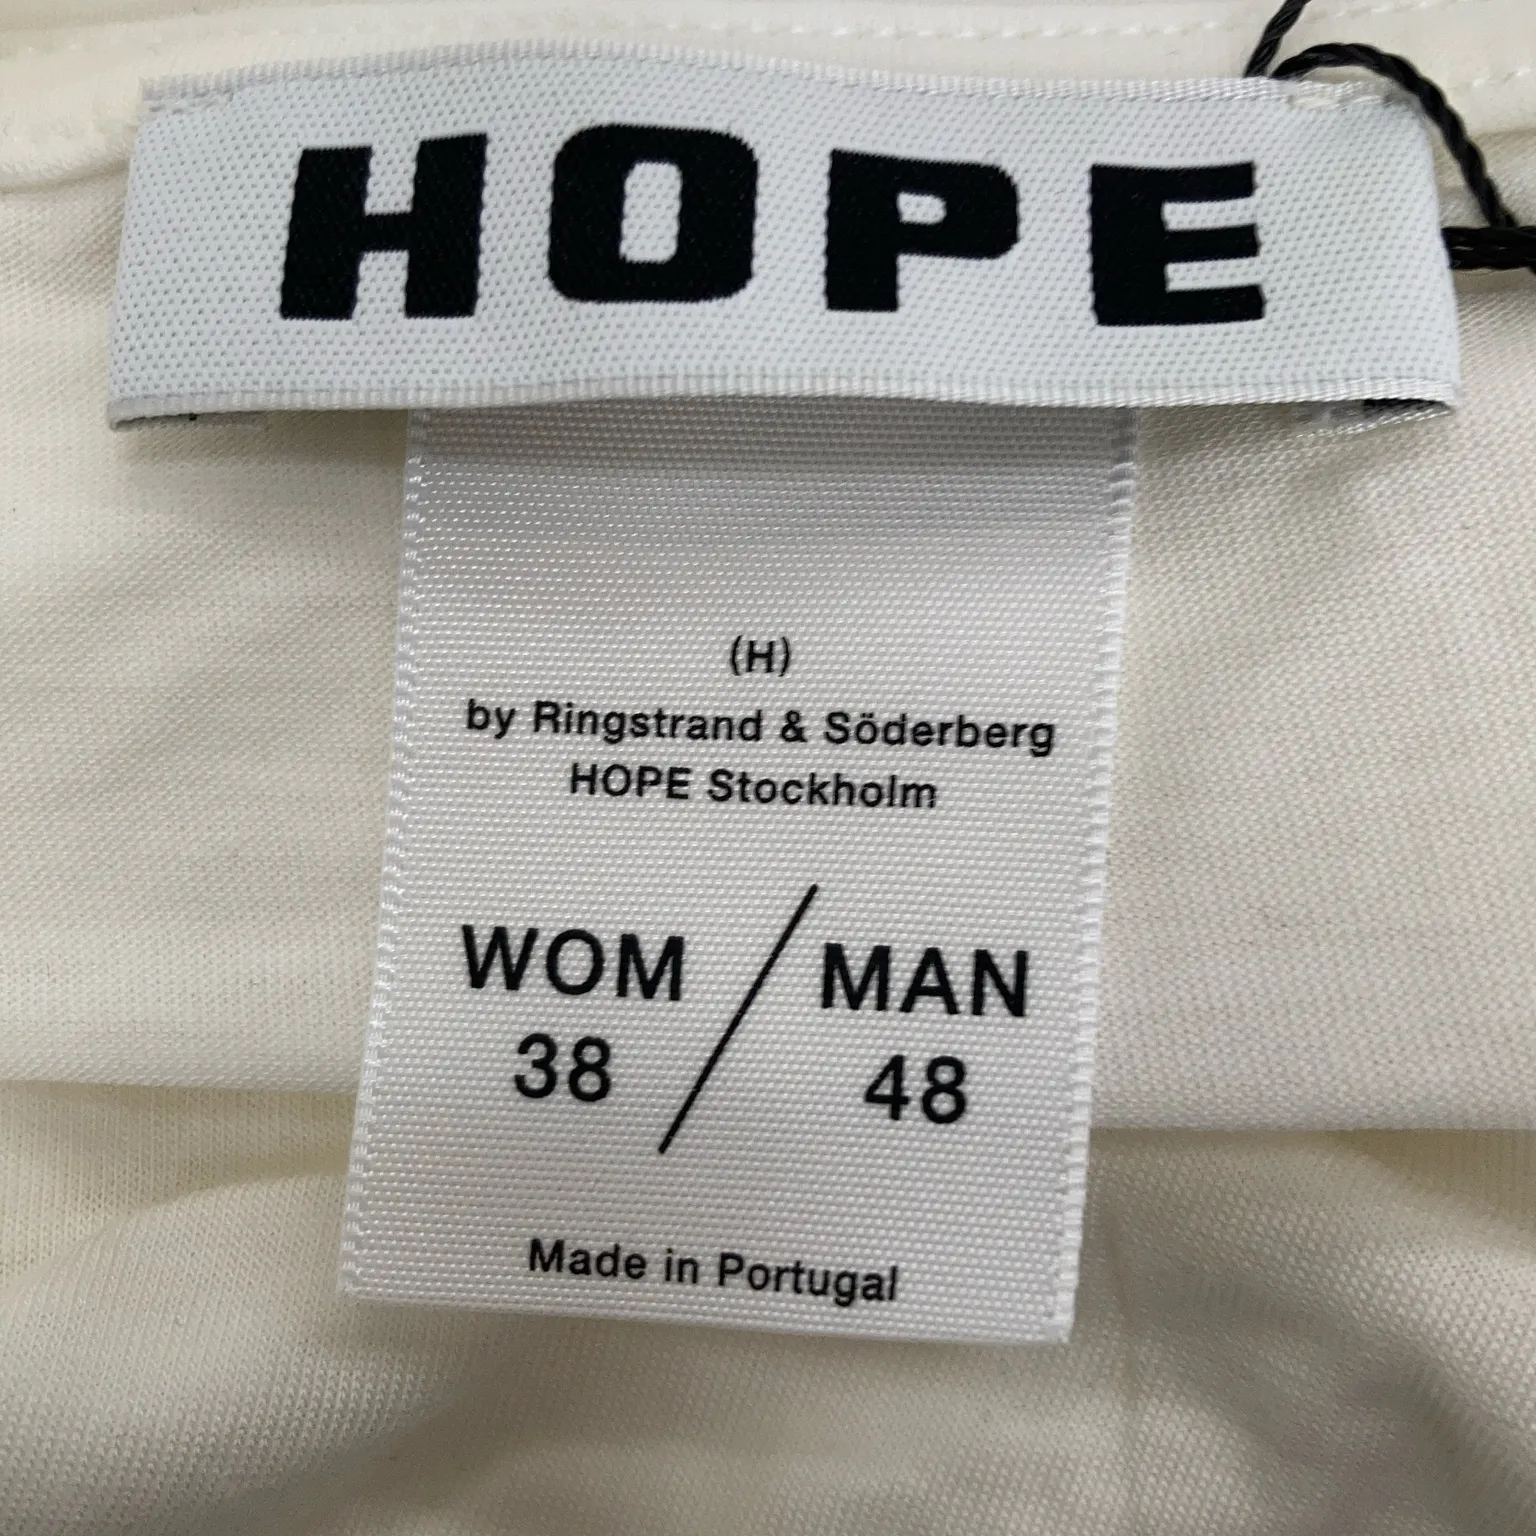 HOPE
(H)
by Ringstrand & Söderberg
HOPE Stockholm
WOM / MAN
38 48
Made in Portugal